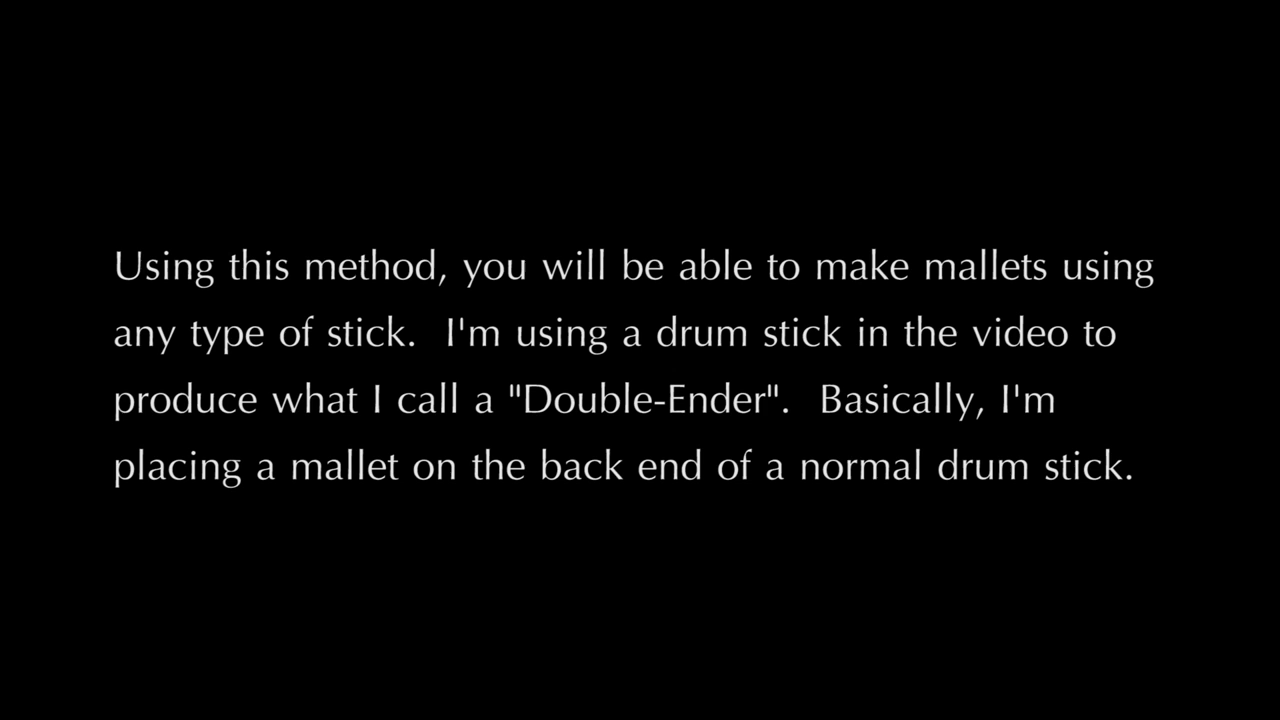 Using this method, you will be able to make mallets using
any type of stick.  I'm using a drum stick in the video to
produce what I call a "Double-Ender".  Basically, I'm
placing a mallet on the back end of a normal drum stick.